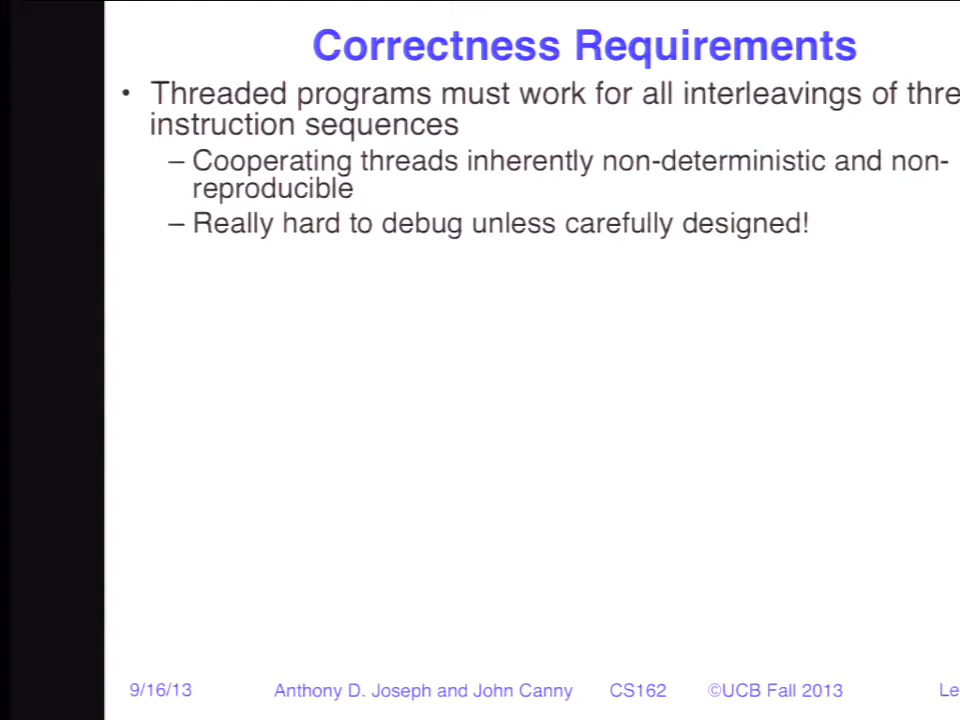 Correctness Requirements
• Threaded programs must work for all interleavings of thre
instruction sequences
– Cooperating threads inherently non-deterministic and non-
reproducible
– Really hard to debug unless carefully designed!
9/16/13 Anthony D. Joseph and John Canny CS162 ©UCB Fall 2013 Le